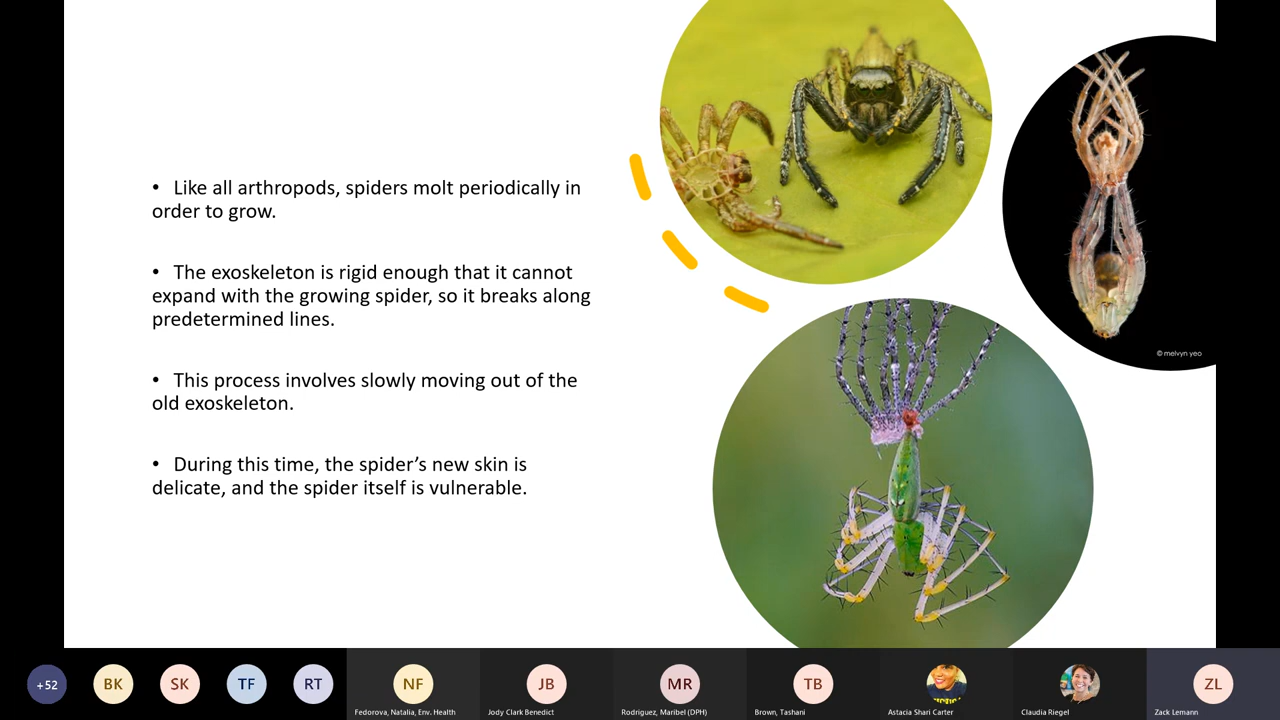 • Like all arthropods, spiders molt periodically in
order to grow.
• The exoskeleton is rigid enough that it cannot
expand with the growing spider, so it breaks along
predetermined lines.
• This process involves slowly moving out of the
old exoskeleton.
• During this time, the spider’s new skin is
delicate, and the spider itself is vulnerable.
© melvyn yeo
+52
BK
SK
TF
RT
NF
JB
MR
TB
ZL
Fedorova, Natalia, Env. Health
Jody Clark Benedict
Rodriguez, Maribel (DPH)
Brown, Tashani
Astacia Shari Carter
Claudia Riegel
Zack Lemann